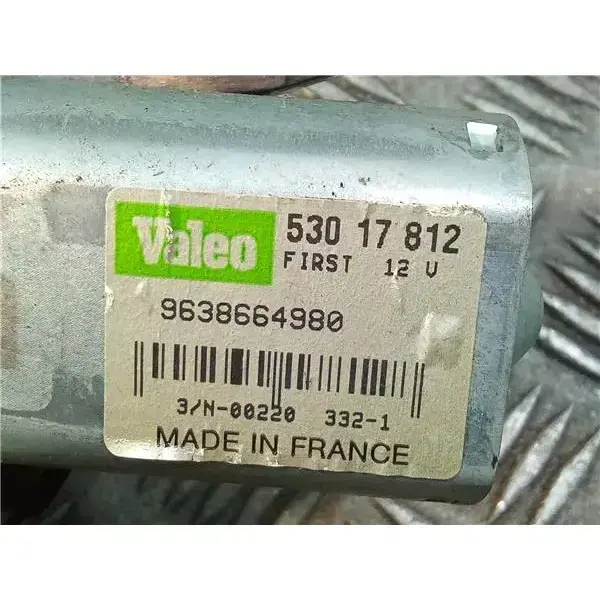 Valeo 530 17 812
FIRST 12 V
9638664980
3/N-00220 332-1
MADE IN FRANCE